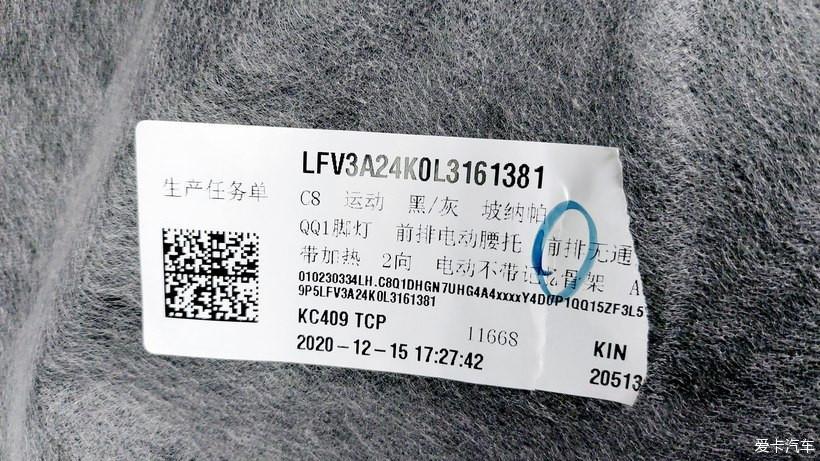 LFV3A24K0L3161381
生产任务单
C8 运动 黑/灰 坡纳帕
QQ1脚灯 前排电动腰托 前排无通
带加热 2向 电动不带记忆骨架 A
010230334LH.C8Q1DHGN7UHG4A4xxxxY4D0P1QQ15ZF3L5
9P5LFV3A24K0L3161381
KC409 TCP 11668 KIN
2020-12-15 17:27:42 20513
爱卡汽车